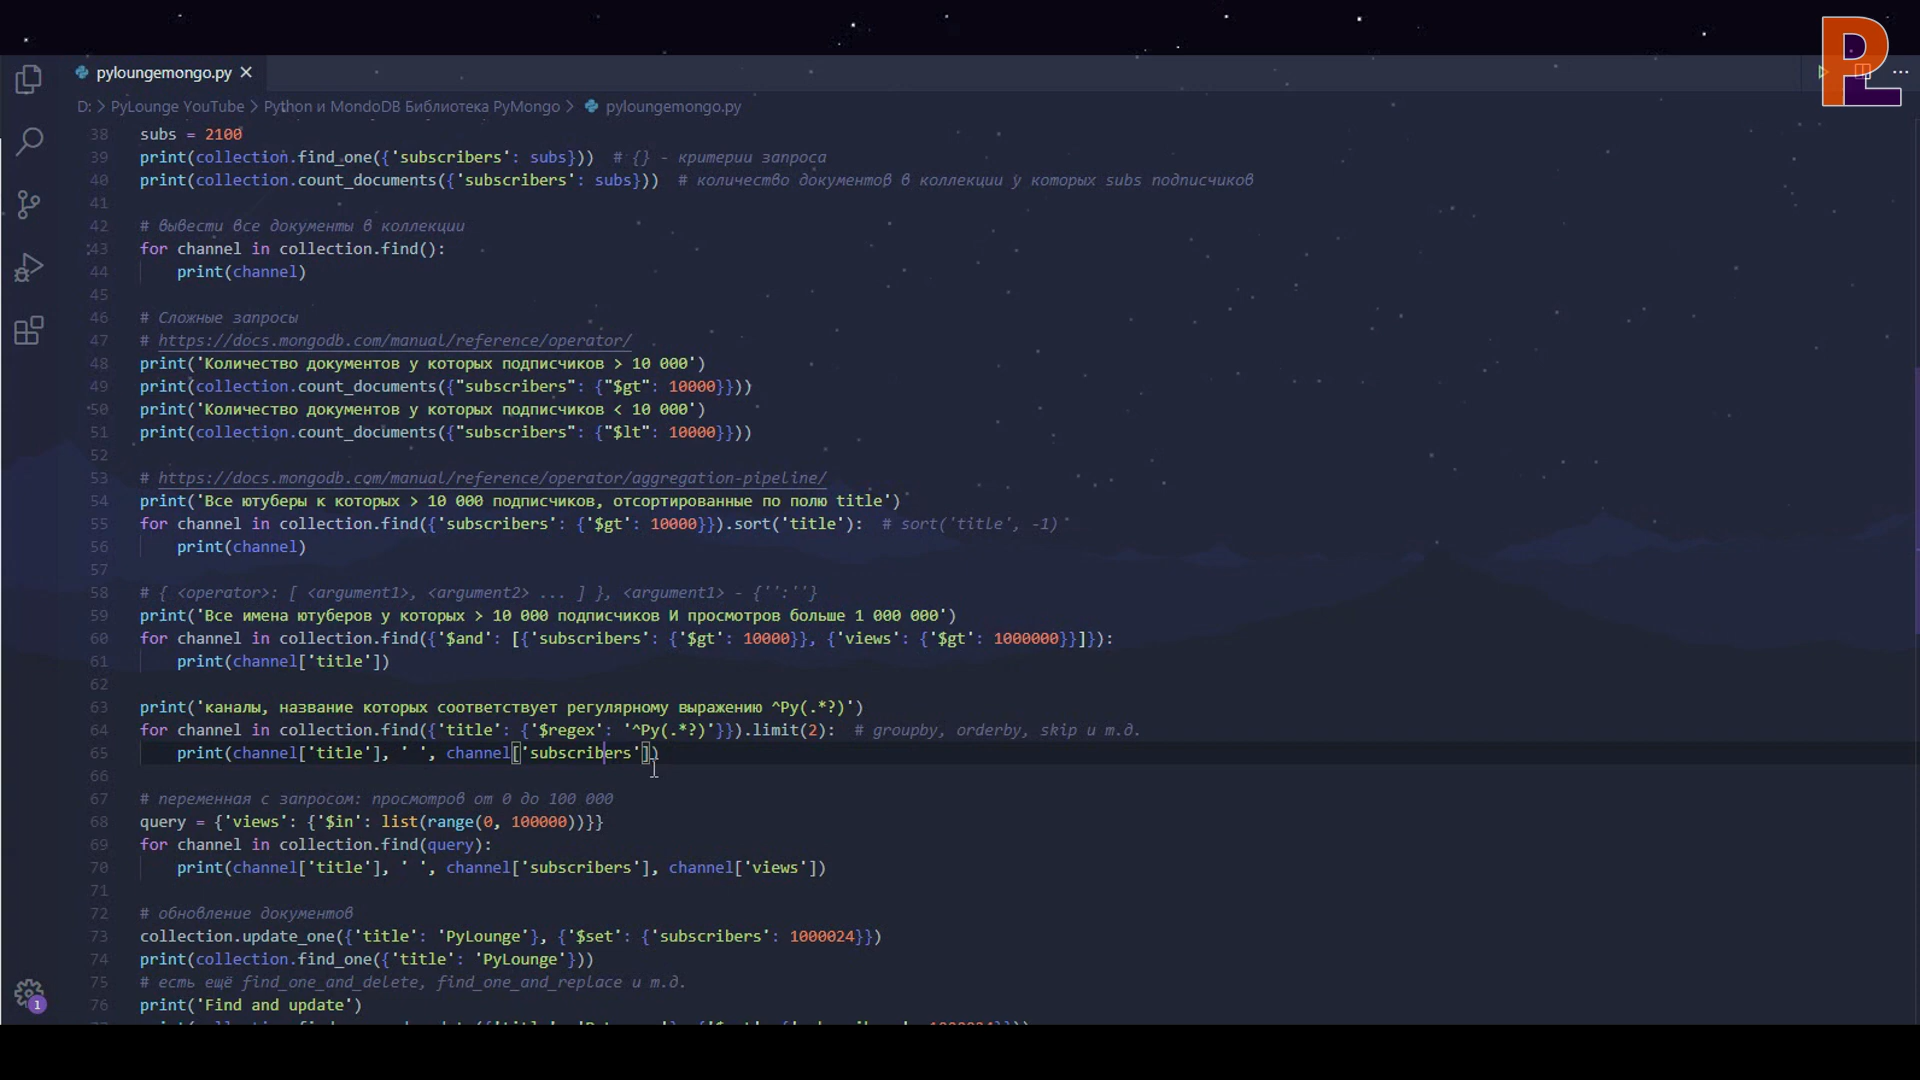 PL
pyloungemongo.py
D: > PyLounge YouTube > Python и MondoDB Библиотека PyMongo > pyloungemongo.py
38 subs = 2100
39 print(collection.find_one({'subscribers': subs})) # {} - критерии запроса
40 print(collection.count_documents({'subscribers': subs})) # количество документов в коллекции у которых subs подписчиков
41
42 # вывести все документы в коллекции
43 for channel in collection.find():
44 print(channel)
45
46 # Сложные запросы
47 # https://docs.mongodb.com/manual/reference/operator/
48 print('Количество документов у которых подписчиков > 10 000')
49 print(collection.count_documents({"subscribers": {"$gt": 10000}}))
50 print('Количество документов у которых подписчиков < 10 000')
51 print(collection.count_documents({"subscribers": {"$lt": 10000}}))
52
53 # https://docs.mongodb.com/manual/reference/operator/aggregation-pipeline/
54 print('Все ютуберы к которых > 10 000 подписчиков, отсортированные по полю title')
55 for channel in collection.find({'subscribers': {'$gt': 10000}}).sort('title'): # sort('title', -1)
56 print(channel)
57
58 # { <operator>: [ <argument1>, <argument2> ... ] }, <argument1> - {'':''}
59 print('Все имена ютуберов у которых > 10 000 подписчиков И просмотров больше 1 000 000')
60 for channel in collection.find({'$and': [{'subscribers': {'$gt': 10000}}, {'views': {'$gt': 1000000}}]}):
61 print(channel['title'])
62
63 print('каналы, название которых соответствует регулярному выражению ^Py(.*?)')
64 for channel in collection.find({'title': {'$regex': '^Py(.*?)'}}).limit(2): # groupby, orderby, skip и т.д.
65 print(channel['title'], ' ', channel['subscribers'])
66
67 # переменная с запросом: просмотров от 0 до 100 000
68 query = {'views': {'$in': list(range(0, 100000))}}
69 for channel in collection.find(query):
70 print(channel['title'], ' ', channel['subscribers'], channel['views'])
71
72 # обновление документов
73 collection.update_one({'title': 'PyLounge'}, {'$set': {'subscribers': 1000024}})
74 print(collection.find_one({'title': 'PyLounge'}))
75 # есть ещё find_one_and_delete, find_one_and_replace и т.д.
76 print('Find and update')
1